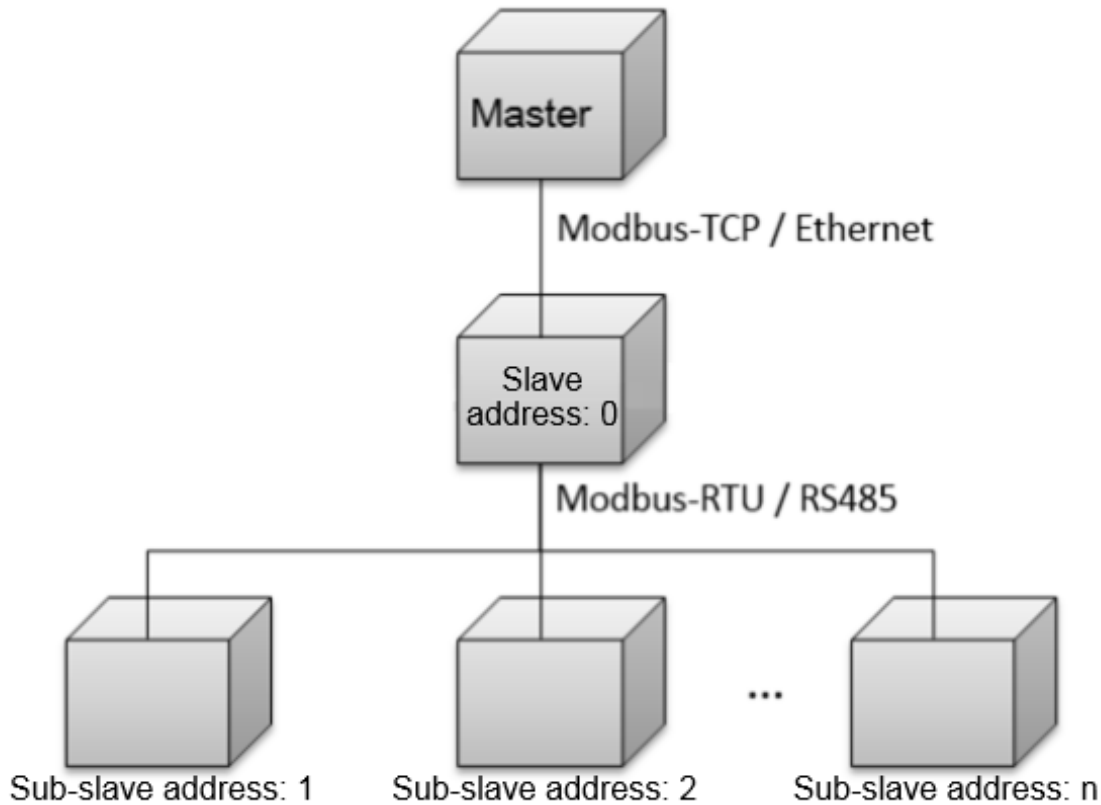 Master
Modbus-TCP / Ethernet
Slave
address: 0
Modbus-RTU / RS485
...
Sub-slave address: 1
Sub-slave address: 2
Sub-slave address: n